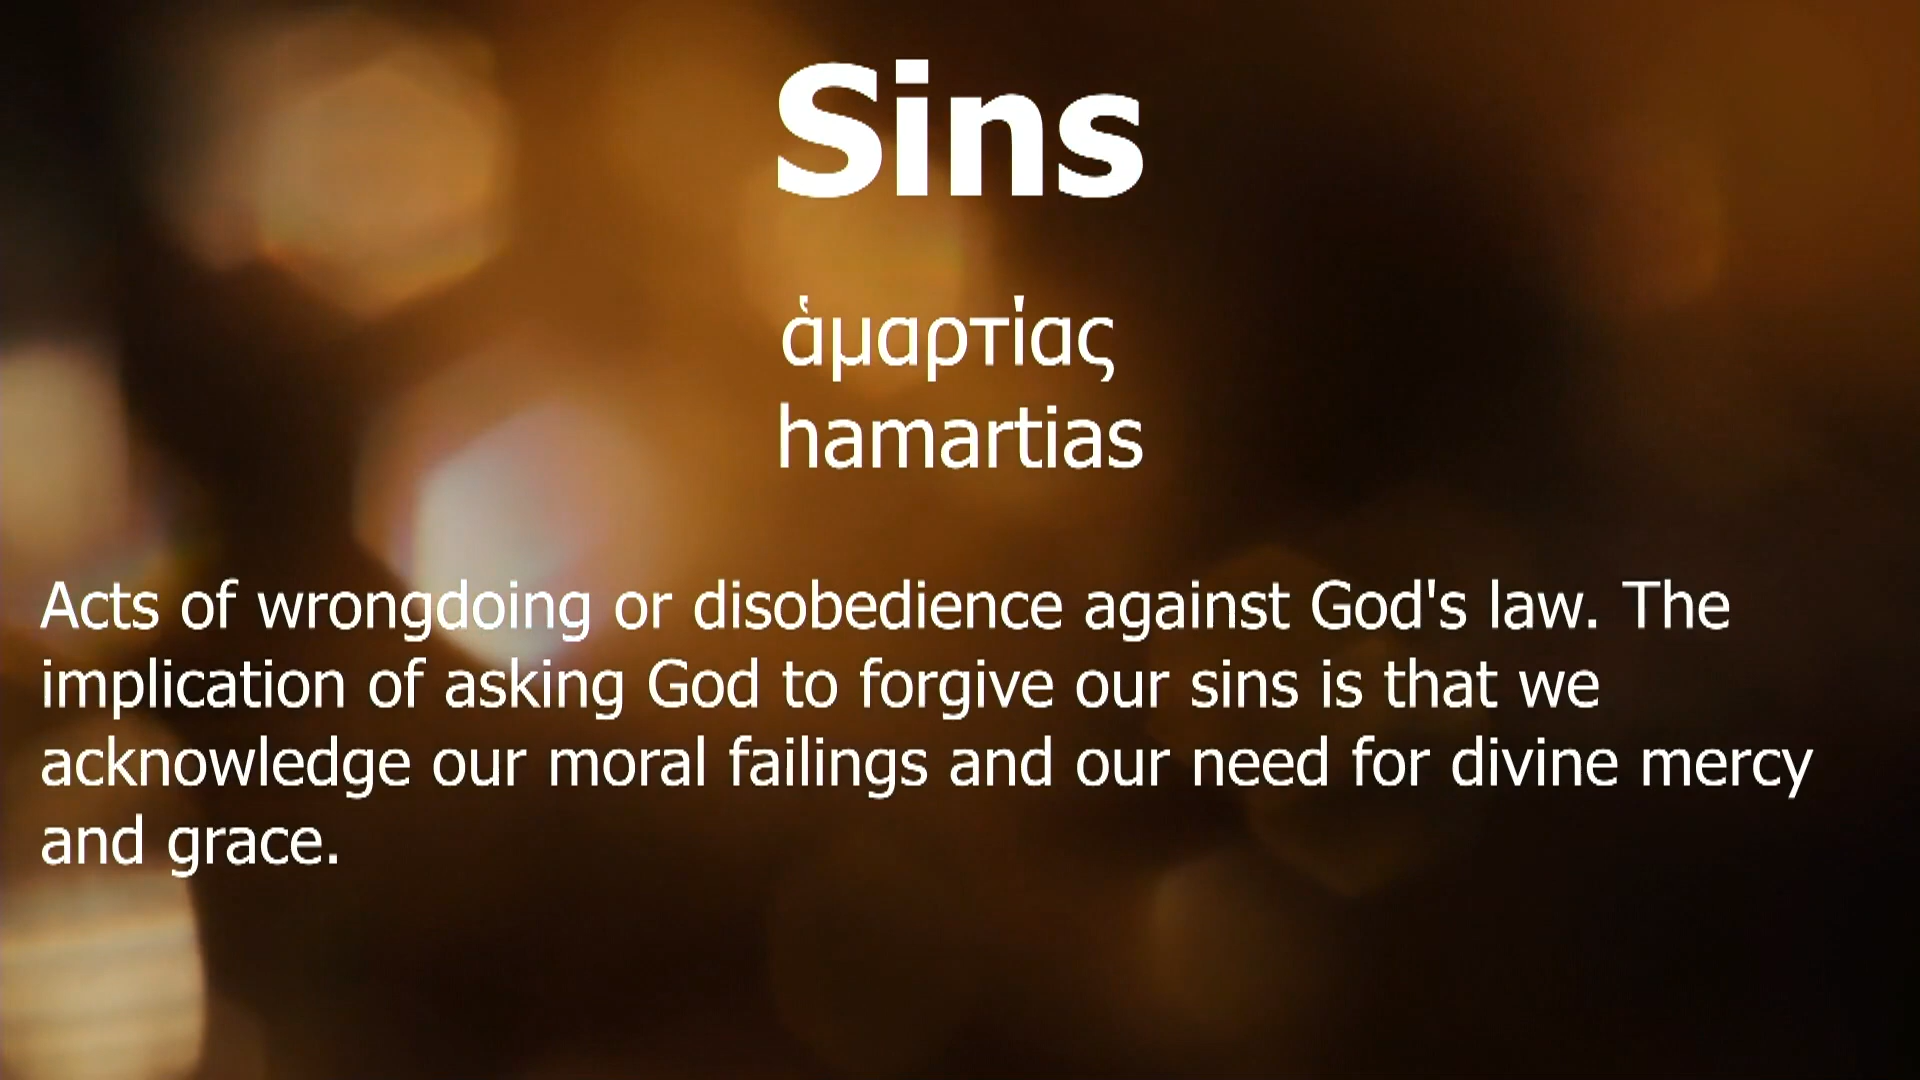 Sins
ἁμαρτίας
hamartias
Acts of wrongdoing or disobedience against God's law. The
implication of asking God to forgive our sins is that we
acknowledge our moral failings and our need for divine mercy
and grace.